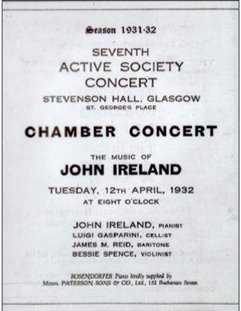 Season 1931-32
SEVENTH
ACTIVE SOCIETY
CONCERT
STEVENSON HALL, GLASGOW
ST. GEORGE'S PLACE
CHAMBER CONCERT
THE MUSIC OF
JOHN IRELAND
TUESDAY, 12TH APRIL, 1932
AT EIGHT O'CLOCK
JOHN IRELAND, PIANIST
LUIGI GASPARINI, CELLIST
JAMES M. REID, BARITONE
BESSIE SPENCE, VIOLINIST
BOSENDORFER Piano kindly supplied by
Messrs. PATERSON, SONS & CO., Ltd., 152 Buchanan Street.